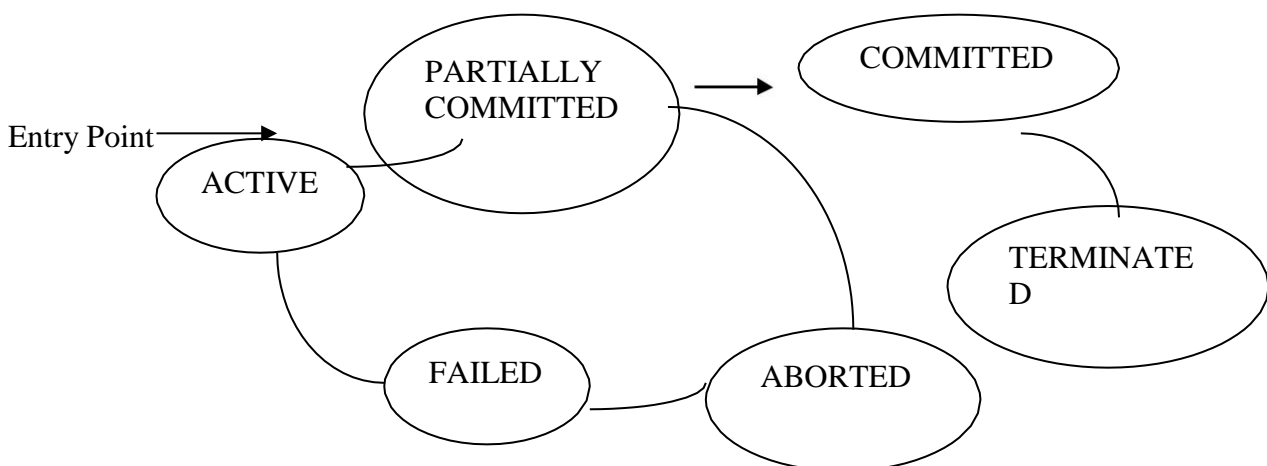 PARTIALLY
COMMITTED
COMMITTED
Entry Point
ACTIVE
TERMINATE
D
FAILED
ABORTED